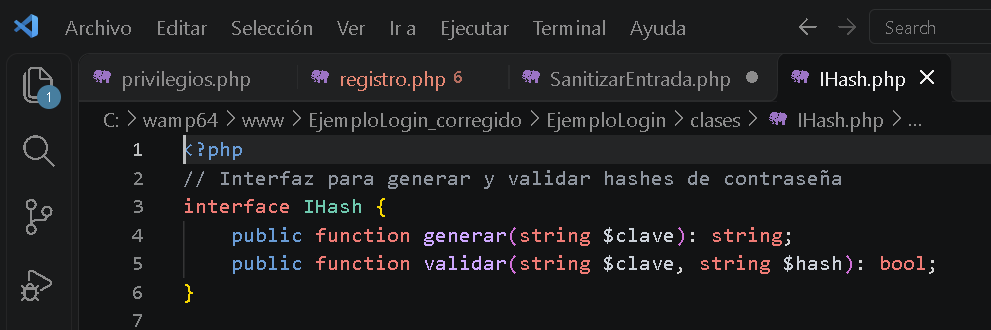 Archivo Editar Selección Ver Ir a Ejecutar Terminal Ayuda Search
privilegios.php registro.php 6 SanitizarEntrada.php IHash.php
1
C: > wamp64 > www > EjemploLogin_corregido > EjemploLogin > clases > IHash.php > ...
1 <?php
2 // Interfaz para generar y validar hashes de contraseña
3 interface IHash {
4 public function generar(string $clave): string;
5 public function validar(string $clave, string $hash): bool;
6 }
7